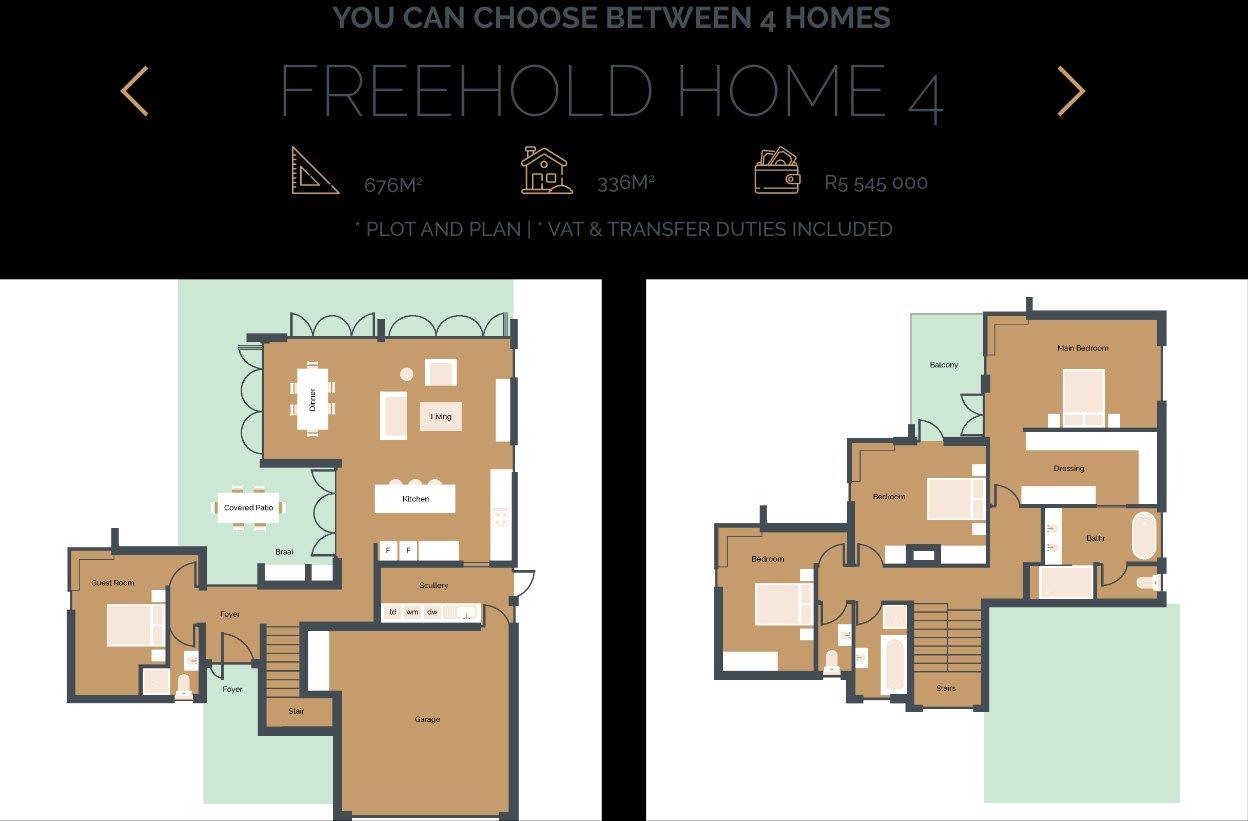 YOU CAN CHOOSE BETWEEN 4 HOMES
FREEHOLD HOME 4
676M²
336M²
R5 545 000
* PLOT AND PLAN | * VAT & TRANSFER DUTIES INCLUDED
Dinner
Living
Kitchen
Covered Patio
Braai
F F
Guest Room
Scullery
td wm dw
Foyer
Foyer
Stair
Garage
Balcony
Main Bedroom
Dressing
Bedroom
Bathr
Bedroom
Stairs